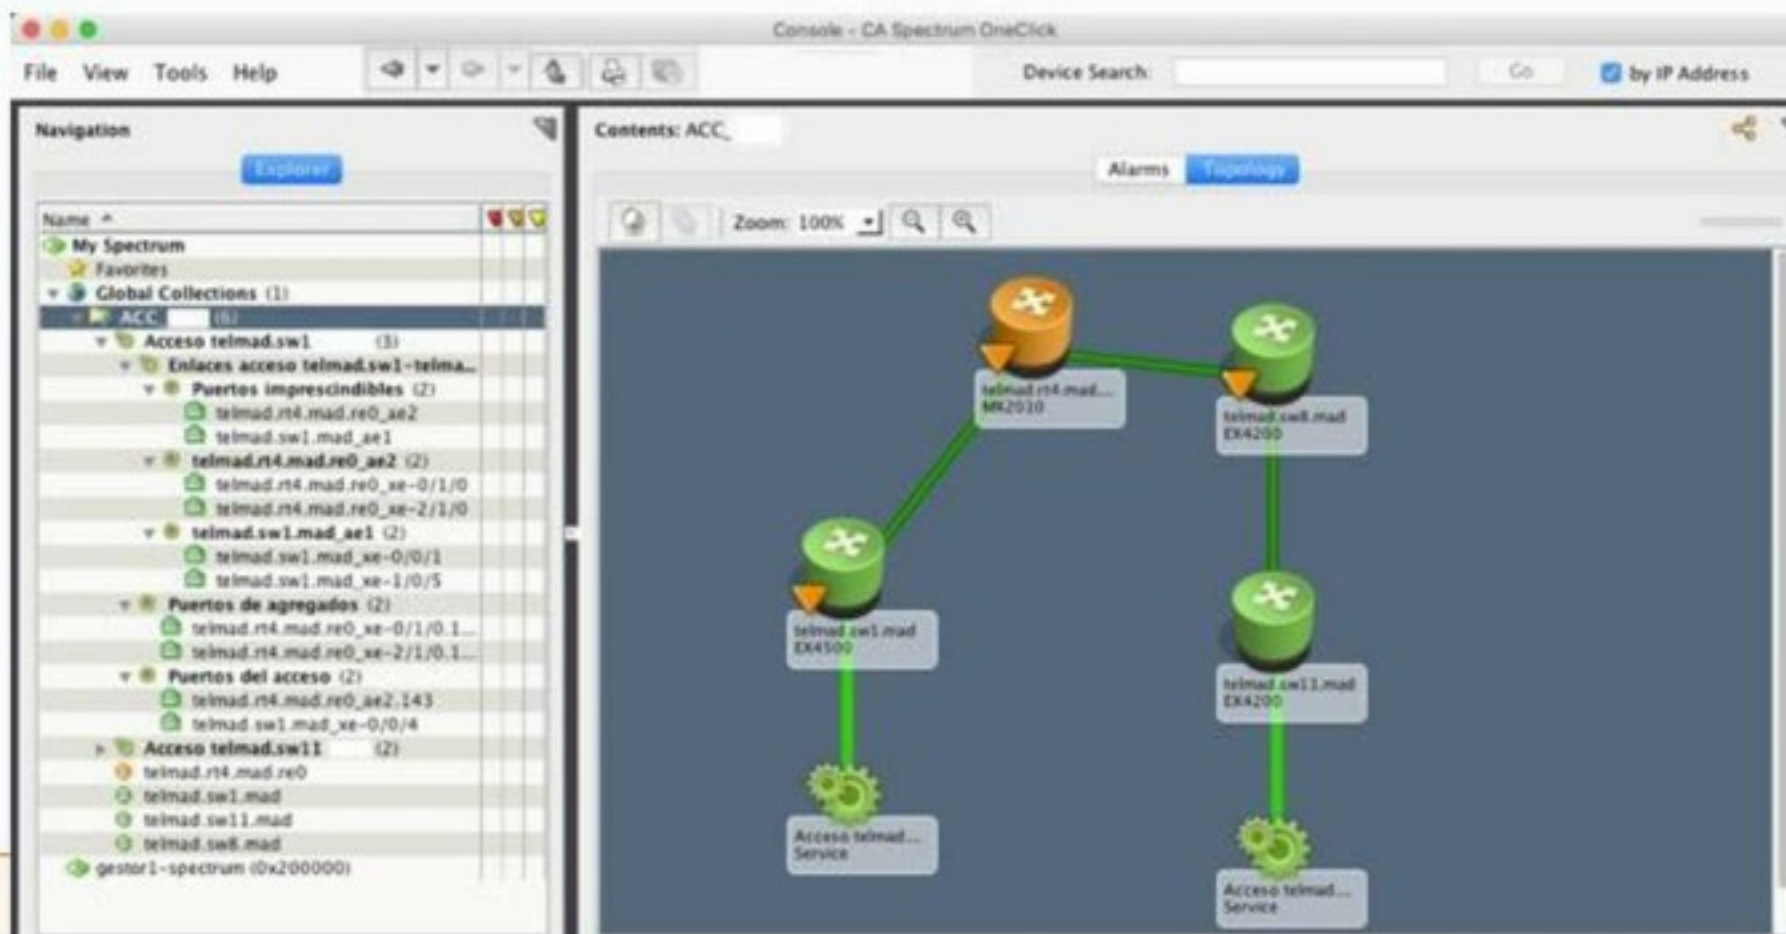 Console - CA Spectrum OneClick
File View Tools Help
Device Search:
Go
by IP Address
Navigation
Explorer
Name
My Spectrum
Favorites
Global Collections (1)
ACC (6)
Acceso telmad.sw1 (3)
Enlaces acceso telmad.sw1-telma...
Puertos imprescindibles (2)
telmad.rt4.mad.re0_ae2
telmad.sw1.mad_ae1
telmad.rt4.mad.re0_ae2 (2)
telmad.rt4.mad.re0_xe-0/1/0
telmad.rt4.mad.re0_xe-2/1/0
telmad.sw1.mad_ae1 (2)
telmad.sw1.mad_xe-0/0/1
telmad.sw1.mad_xe-1/0/5
Puertos de agregados (2)
telmad.rt4.mad.re0_xe-0/1/0.1...
telmad.rt4.mad.re0_xe-2/1/0.1...
Puertos del acceso (2)
telmad.rt4.mad.re0_ae2.143
telmad.sw1.mad_xe-0/0/4
Acceso telmad.sw11 (2)
telmad.rt4.mad.re0
telmad.sw1.mad
telmad.sw11.mad
telmad.sw8.mad
gestor1-spectrum (0x200000)
Contents: ACC_
Alarms Topology
Zoom: 100%
telmad.rt4.mad....
MX2010
telmad.sw8.mad
EX4200
telmad.sw1.mad
EX4500
telmad.sw11.mad
EX4200
Acceso telmad....
Service
Acceso telmad....
Service